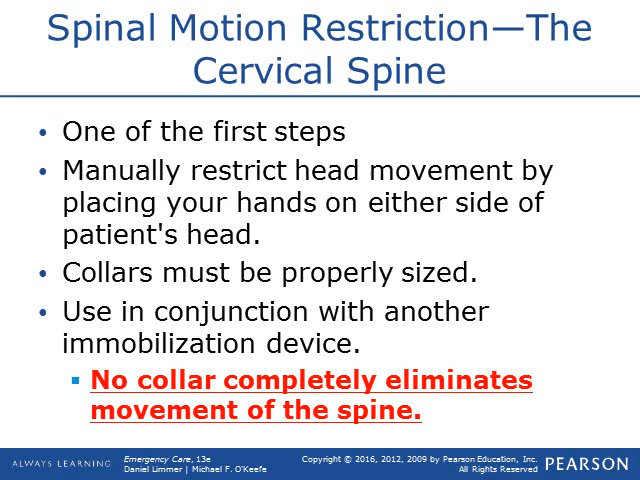 Spinal Motion Restriction—The
Cervical Spine
• One of the first steps
• Manually restrict head movement by
placing your hands on either side of
patient's head.
• Collars must be properly sized.
• Use in conjunction with another
immobilization device.
▪ No collar completely eliminates
movement of the spine.
ALWAYS LEARNING
Emergency Care, 13e
Daniel Limmer | Michael F. O'Keefe
Copyright © 2016, 2012, 2009 by Pearson Education, Inc.
All Rights Reserved
PEARSON